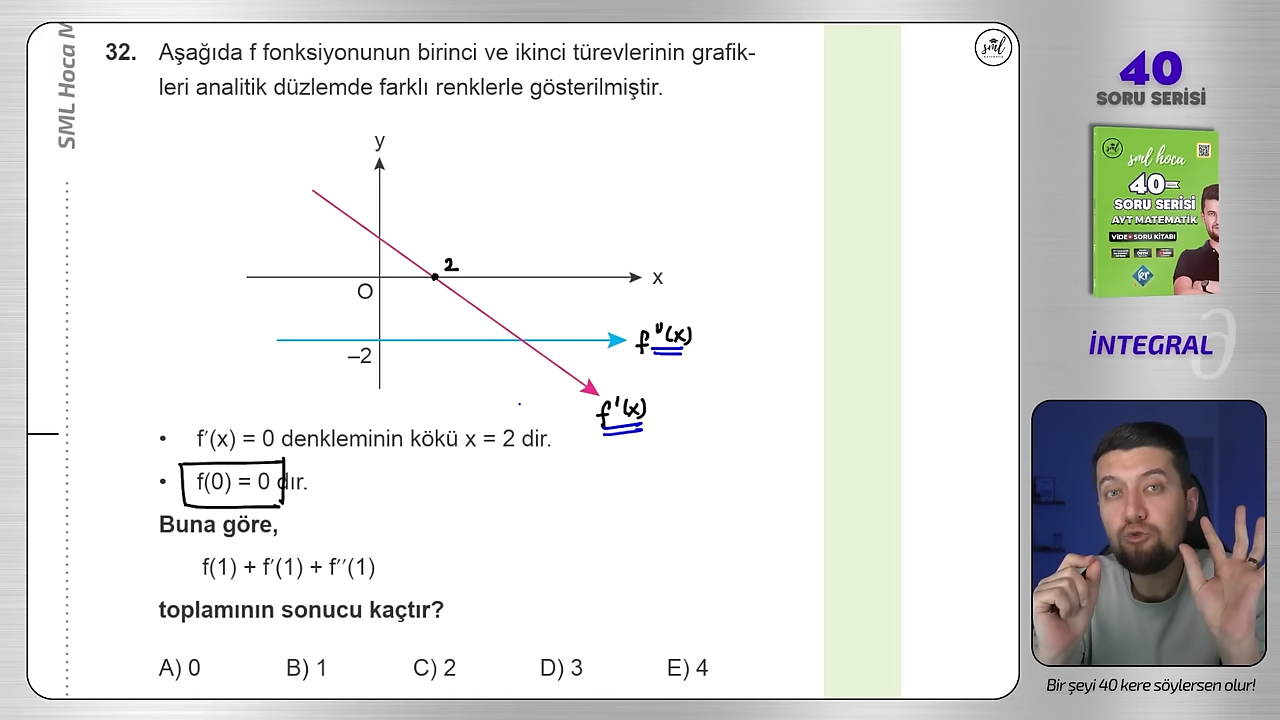 SML Hoca M
32. Aşağıda f fonksiyonunun birinci ve ikinci türevlerinin grafik-
leri analitik düzlemde farklı renklerle gösterilmiştir.
y
2
O
x
f''(x)
–2
f'(x)
• f′(x) = 0 denkleminin kökü x = 2 dir.
• f(0) = 0 dır.
Buna göre,
f(1) + f′(1) + f′′(1)
toplamının sonucu kaçtır?
A) 0 B) 1 C) 2 D) 3 E) 4
sml
40
SORU SERİSİ
sml
sml hoca
40
SORU SERİSİ
AYT MATEMATİK
VİDEO SORU KİTABI
İNTEGRAL
Bir şeyi 40 kere söylersen olur!